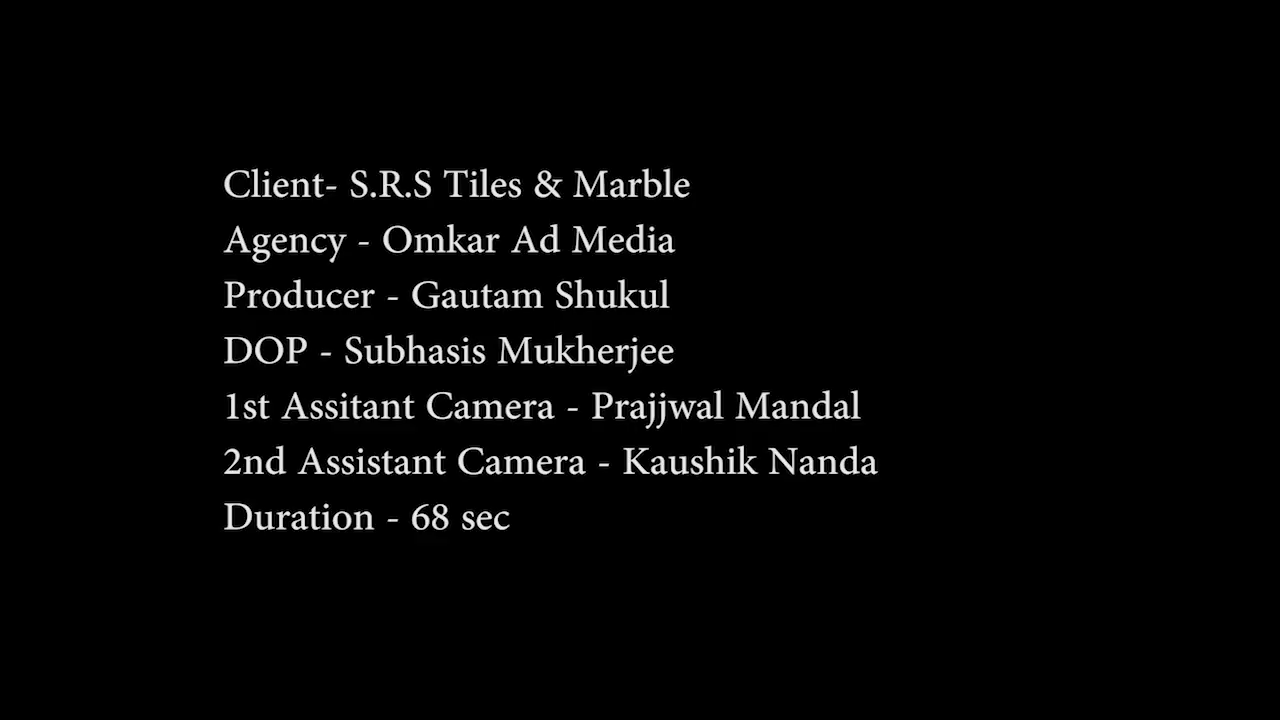 Client- S.R.S Tiles & Marble
Agency - Omkar Ad Media
Producer - Gautam Shukul
DOP - Subhasis Mukherjee
1st Assitant Camera - Prajjwal Mandal
2nd Assistant Camera - Kaushik Nanda
Duration - 68 sec